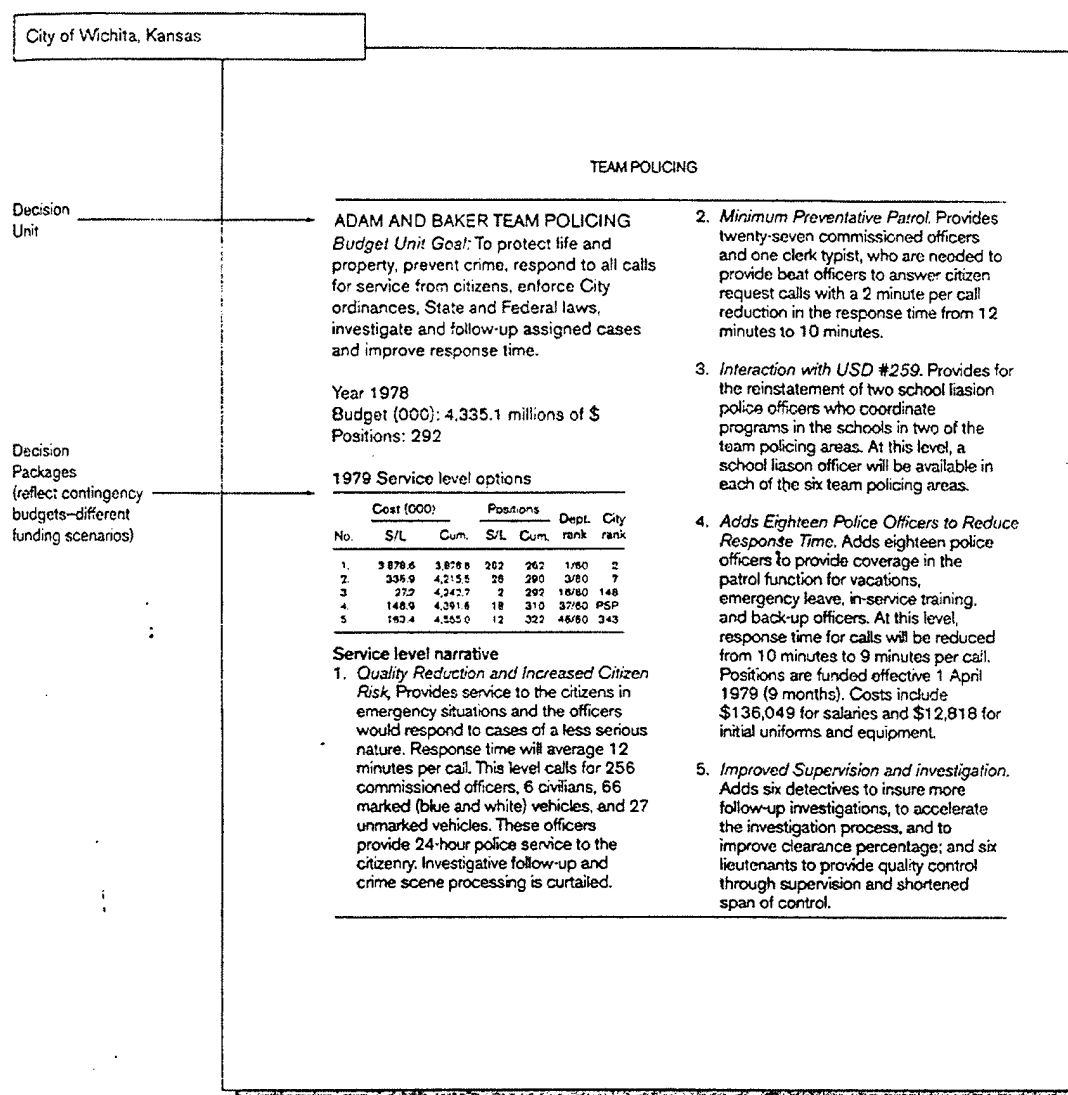 City of Wichita, Kansas
TEAM POLICING
Decision
Unit
ADAM AND BAKER TEAM POLICING
Budget Unit Goal: To protect life and
property, prevent crime, respond to all calls
for service from citizens, enforce City
ordinances, State and Federal laws,
investigate and follow-up assigned cases
and improve response time.
Year 1978
Budget (000): 4,335.1 millions of $
Positions: 292
Decision
Packages
(reflect contingency
budgets–different
funding scenarios)
1979 Service level options
Cost (000) Positions Dept. City
No. S/L Cum. S/L Cum. rank rank
1. 3 878.6 3,878.6 262 262 1/60 2
2. 336.9 4,215.5 28 290 3/60 7
3 27.2 4,242.7 2 292 16/60 148
4. 148.9 4,391.6 18 310 37/60 PSP
5 163.4 4,555.0 12 322 46/60 343
Service level narrative
1. Quality Reduction and Increased Citizen
Risk, Provides service to the citizens in
emergency situations and the officers
would respond to cases of a less serious
nature. Response time will average 12
minutes per call. This level calls for 256
commissioned officers, 6 civilians, 66
marked (blue and white) vehicles, and 27
unmarked vehicles. These officers
provide 24-hour police service to the
citizenry. Investigative follow-up and
crime scene processing is curtailed.
2. Minimum Preventative Patrol. Provides
twenty-seven commissioned officers
and one clerk typist, who are needed to
provide beat officers to answer citizen
request calls with a 2 minute per call
reduction in the response time from 12
minutes to 10 minutes.
3. Interaction with USD #259. Provides for
the reinstatement of two school liasion
police officers who coordinate
programs in the schools in two of the
team policing areas. At this level, a
school liason officer will be available in
each of the six team policing areas.
4. Adds Eighteen Police Officers to Reduce
Response Time. Adds eighteen police
officers to provide coverage in the
patrol function for vacations,
emergency leave, in-service training,
and back-up officers. At this level,
response time for calls will be reduced
from 10 minutes to 9 minutes per call.
Positions are funded effective 1 April
1979 (9 months). Costs include
$136,049 for salaries and $12,818 for
initial uniforms and equipment.
5. Improved Supervision and investigation.
Adds six detectives to insure more
follow-up investigations, to accelerate
the investigation process, and to
improve clearance percentage; and six
lieutenants to provide quality control
through supervision and shortened
span of control.